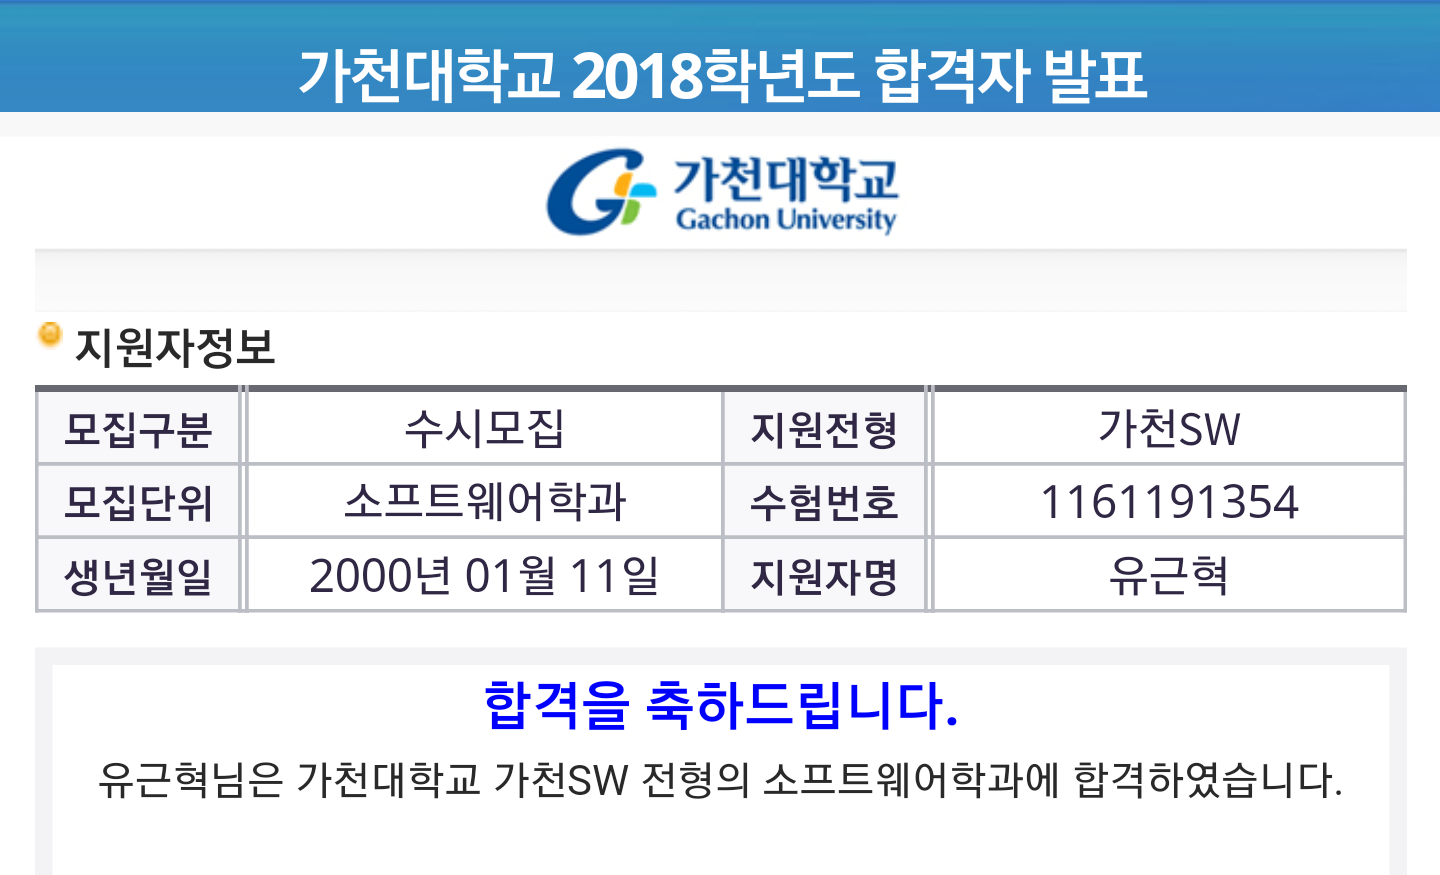 가천대학교 2018학년도 합격자 발표
가천대학교
Gachon University
지원자정보
모집구분 수시모집 지원전형 가천SW
모집단위 소프트웨어학과 수험번호 1161191354
생년월일 2000년 01월 11일 지원자명 유근혁
합격을 축하드립니다.
유근혁님은 가천대학교 가천SW 전형의 소프트웨어학과에 합격하였습니다.